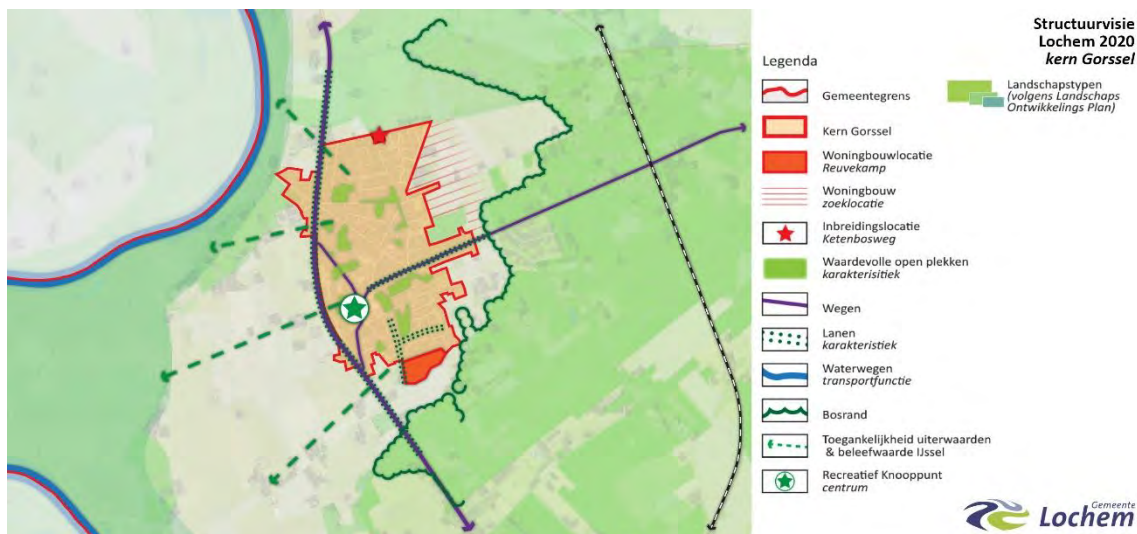 Structuurvisie
Lochem 2020
kern Gorssel
Legenda
Gemeentegrens
Kern Gorssel
Woningbouwlocatie
Reuvekamp
Woningbouw
zoeklocatie
Inbreidingslocatie
Ketenbosweg
Waardevolle open plekken
karakterisitiek
Wegen
Lanen
karakteristiek
Waterwegen
transportfunctie
Bosrand
Toegankelijkheid uiterwaarden
& beleefwaarde IJssel
Recreatief Knooppunt
centrum
Landschapstypen
(volgens Landschaps
Ontwikkelings Plan)
Gemeente
Lochem